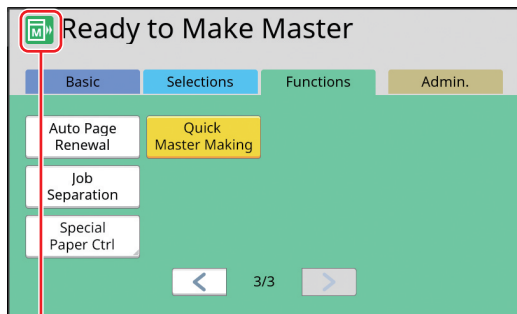 M
Ready to Make Master
Basic
Selections
Functions
Admin.
Auto Page
Renewal
Quick
Master Making
Job
Separation
Special
Paper Ctrl
<
3/3
>